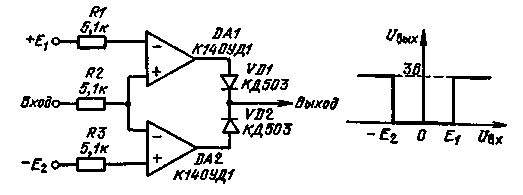 R1
5,1к
+E1
DA1
К140УД1
R2
5,1к
Вход
VD1
КД503
Выход
VD2
КД503
R3
5,1к
-E2
DA2
К140УД1
Uвых
3В
-E2 0 E1 Uвх